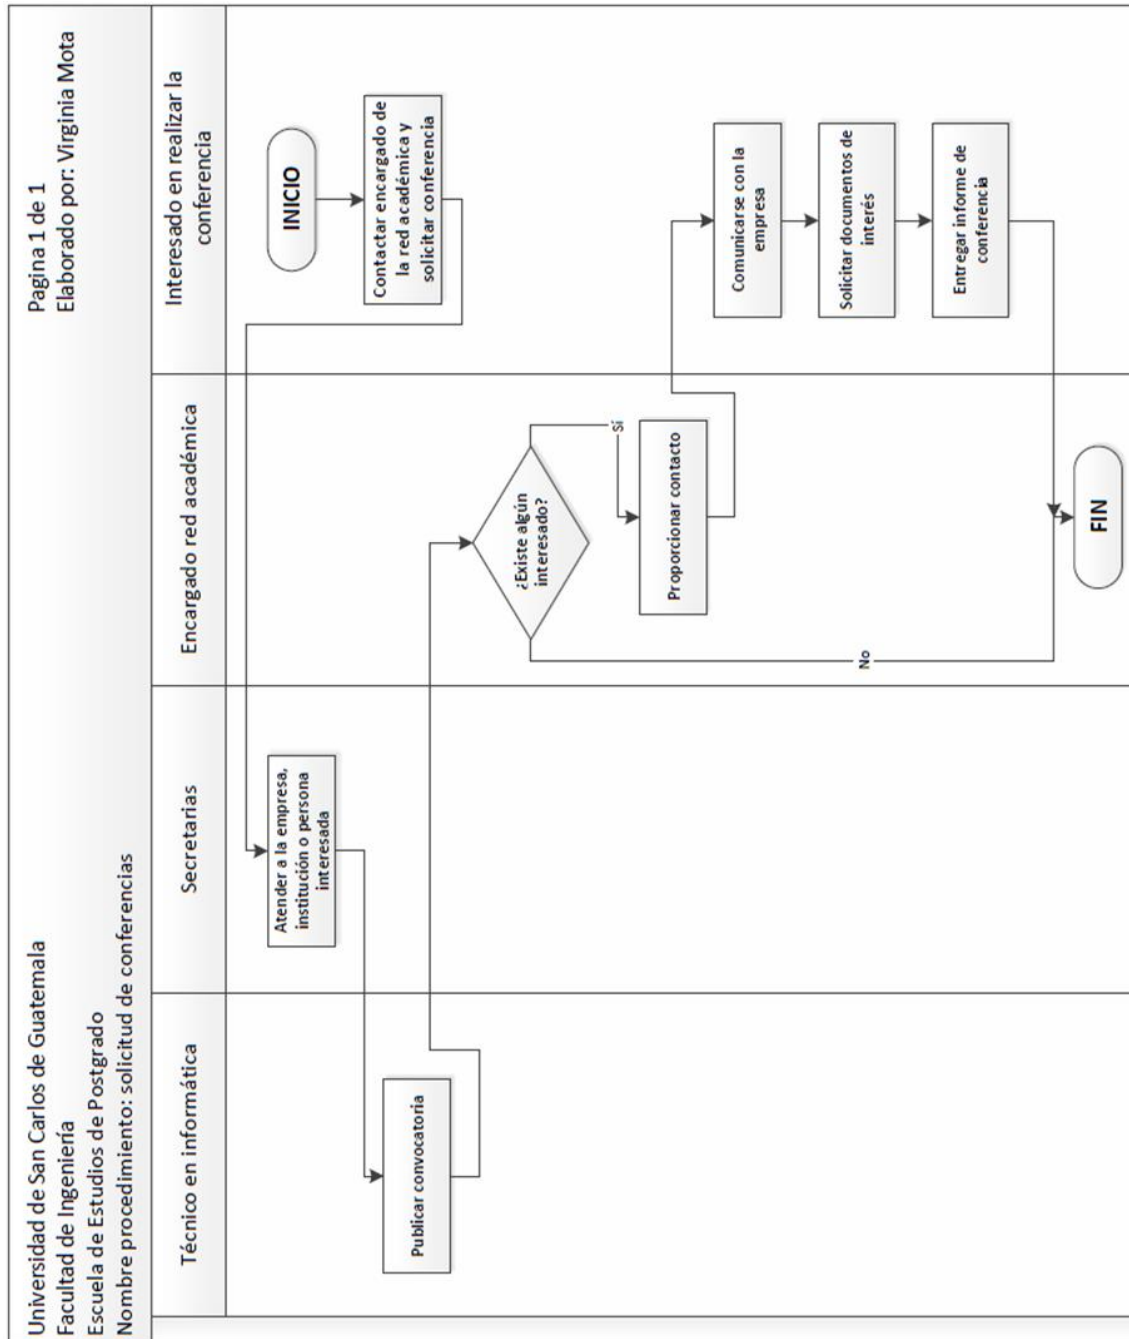 Universidad de San Carlos de Guatemala
Facultad de Ingeniería
Escuela de Estudios de Postgrado
Nombre procedimiento: solicitud de conferencias
Pagina 1 de 1
Elaborado por: Virginia Mota
Técnico en informática
Secretarias
Encargado red académica
Interesado en realizar la
conferencia
INICIO
Contactar encargado de
la red académica y
solicitar conferencia
Atender a la empresa,
institución o persona
interesada
Publicar convocatoria
¿Existe algún
interesado?
Si
No
Proporcionar contacto
Comunicarse con la
empresa
Solicitar documentos de
interés
Entregar informe de
conferencia
FIN